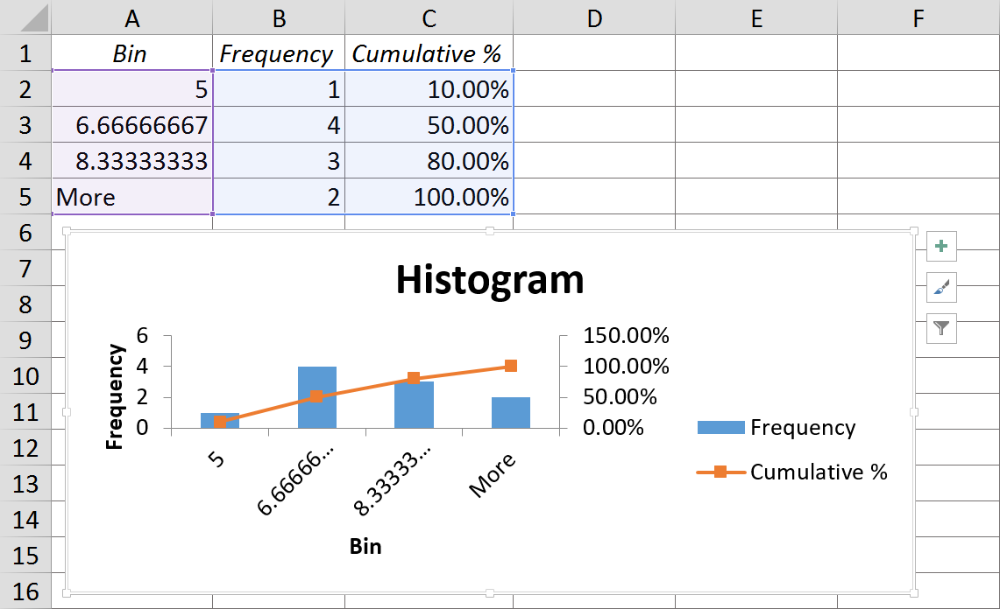 A B C D E F
1 Bin Frequency Cumulative %
2 5 1 10.00%
3 6.66666667 4 50.00%
4 8.33333333 3 80.00%
5 More 2 100.00%
6
7
8
9
10
11
12
13
14
15
16
Histogram
Frequency
6
4
2
0
150.00%
100.00%
50.00%
0.00%
5 6.66666... 8.33333... More
Bin
Frequency
Cumulative %